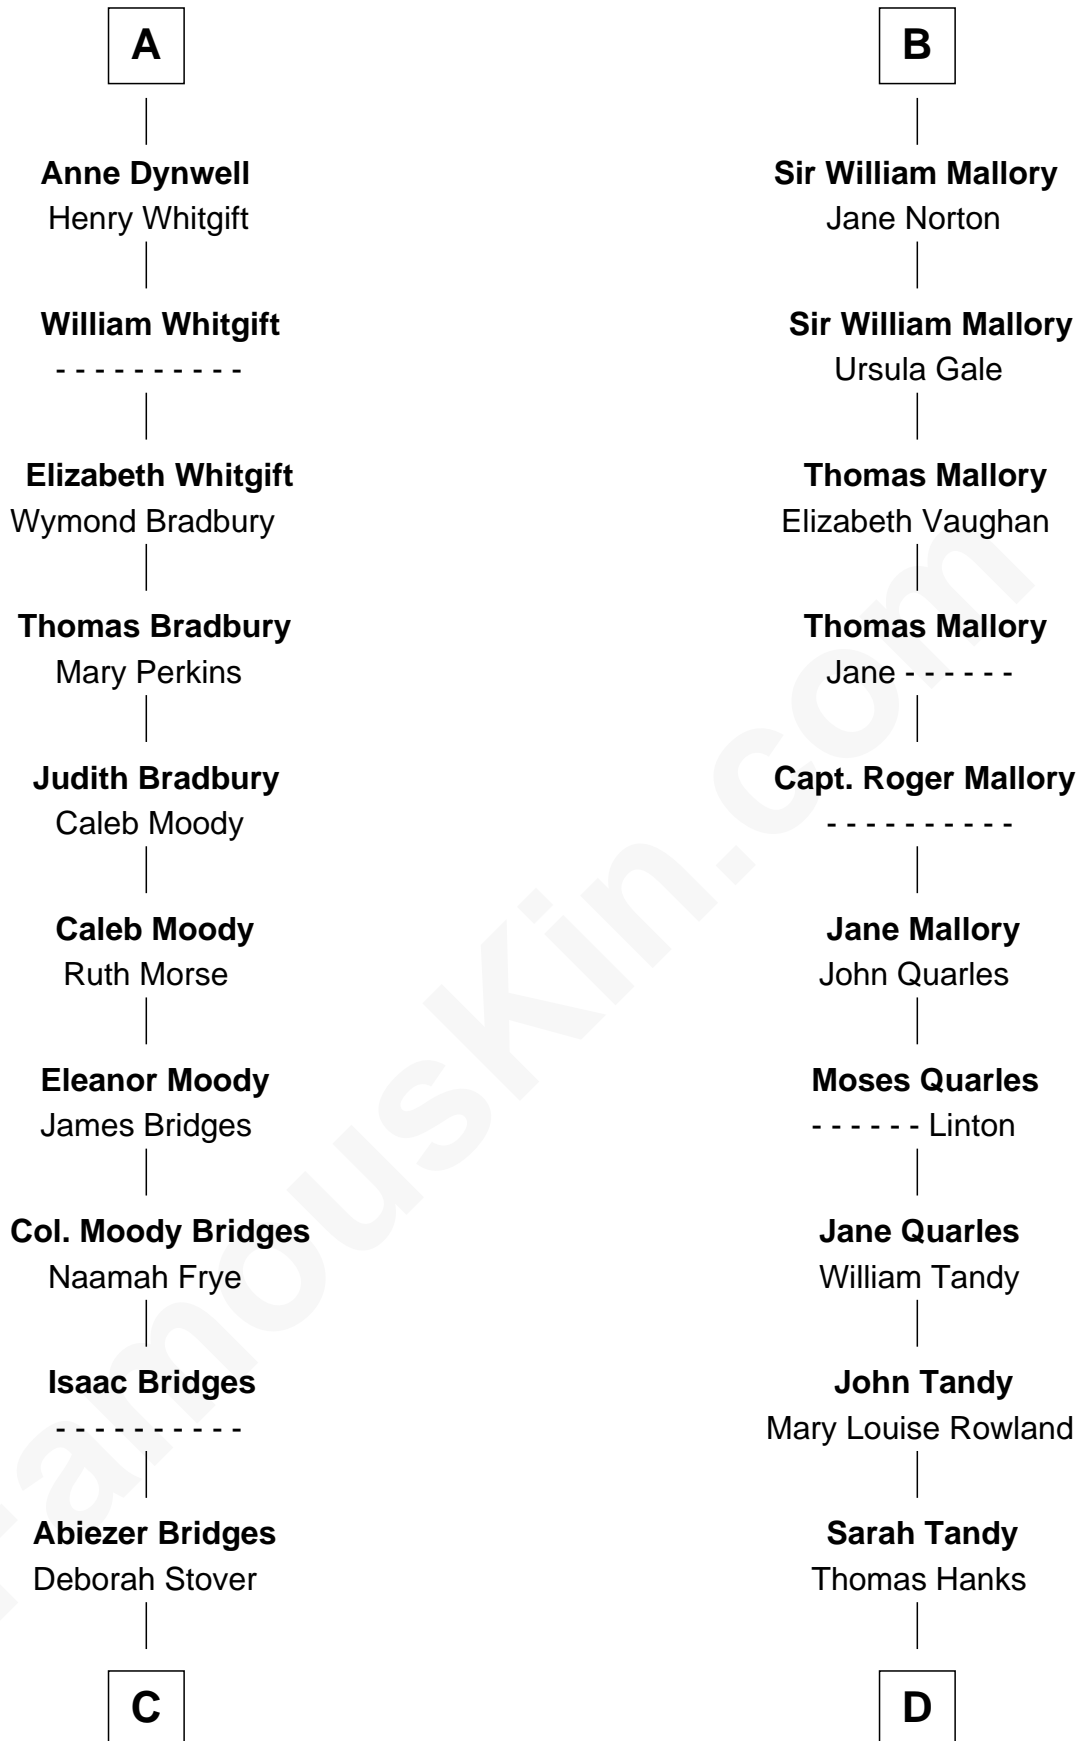 A
Anne Dynwell
Henry Whitgift
William Whitgift
- - - - - - - - - -
Elizabeth Whitgift
Wymond Bradbury
Thomas Bradbury
Mary Perkins
Judith Bradbury
Caleb Moody
Caleb Moody
Ruth Morse
Eleanor Moody
James Bridges
Col. Moody Bridges
Naamah Frye
Isaac Bridges
- - - - - - - - - -
Abiezer Bridges
Deborah Stover
C
B
Sir William Mallory
Jane Norton
Sir William Mallory
Ursula Gale
Thomas Mallory
Elizabeth Vaughan
Thomas Mallory
Jane - - - - - -
Capt. Roger Mallory
- - - - - - - - - -
Jane Mallory
John Quarles
Moses Quarles
- - - - - - Linton
Jane Quarles
William Tandy
John Tandy
Mary Louise Rowland
Sarah Tandy
Thomas Hanks
D
FamousKin.com